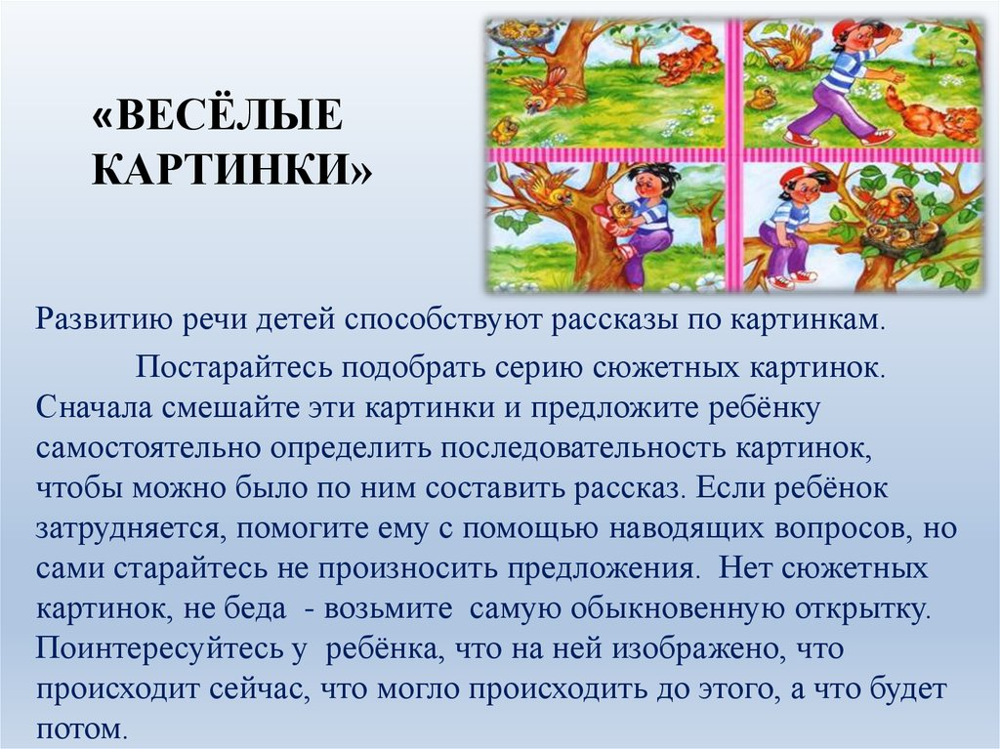 «ВЕСЁЛЫЕ
КАРТИНКИ»
Развитию речи детей способствуют рассказы по картинкам.
Постарайтесь подобрать серию сюжетных картинок.
Сначала смешайте эти картинки и предложите ребёнку
самостоятельно определить последовательность картинок,
чтобы можно было по ним составить рассказ. Если ребёнок
затрудняется, помогите ему с помощью наводящих вопросов, но
сами старайтесь не произносить предложения.  Нет сюжетных
картинок, не беда  - возьмите  самую обыкновенную открытку.
Поинтересуйтесь у  ребёнка, что на ней изображено, что
происходит сейчас, что могло происходить до этого, а что будет
потом.